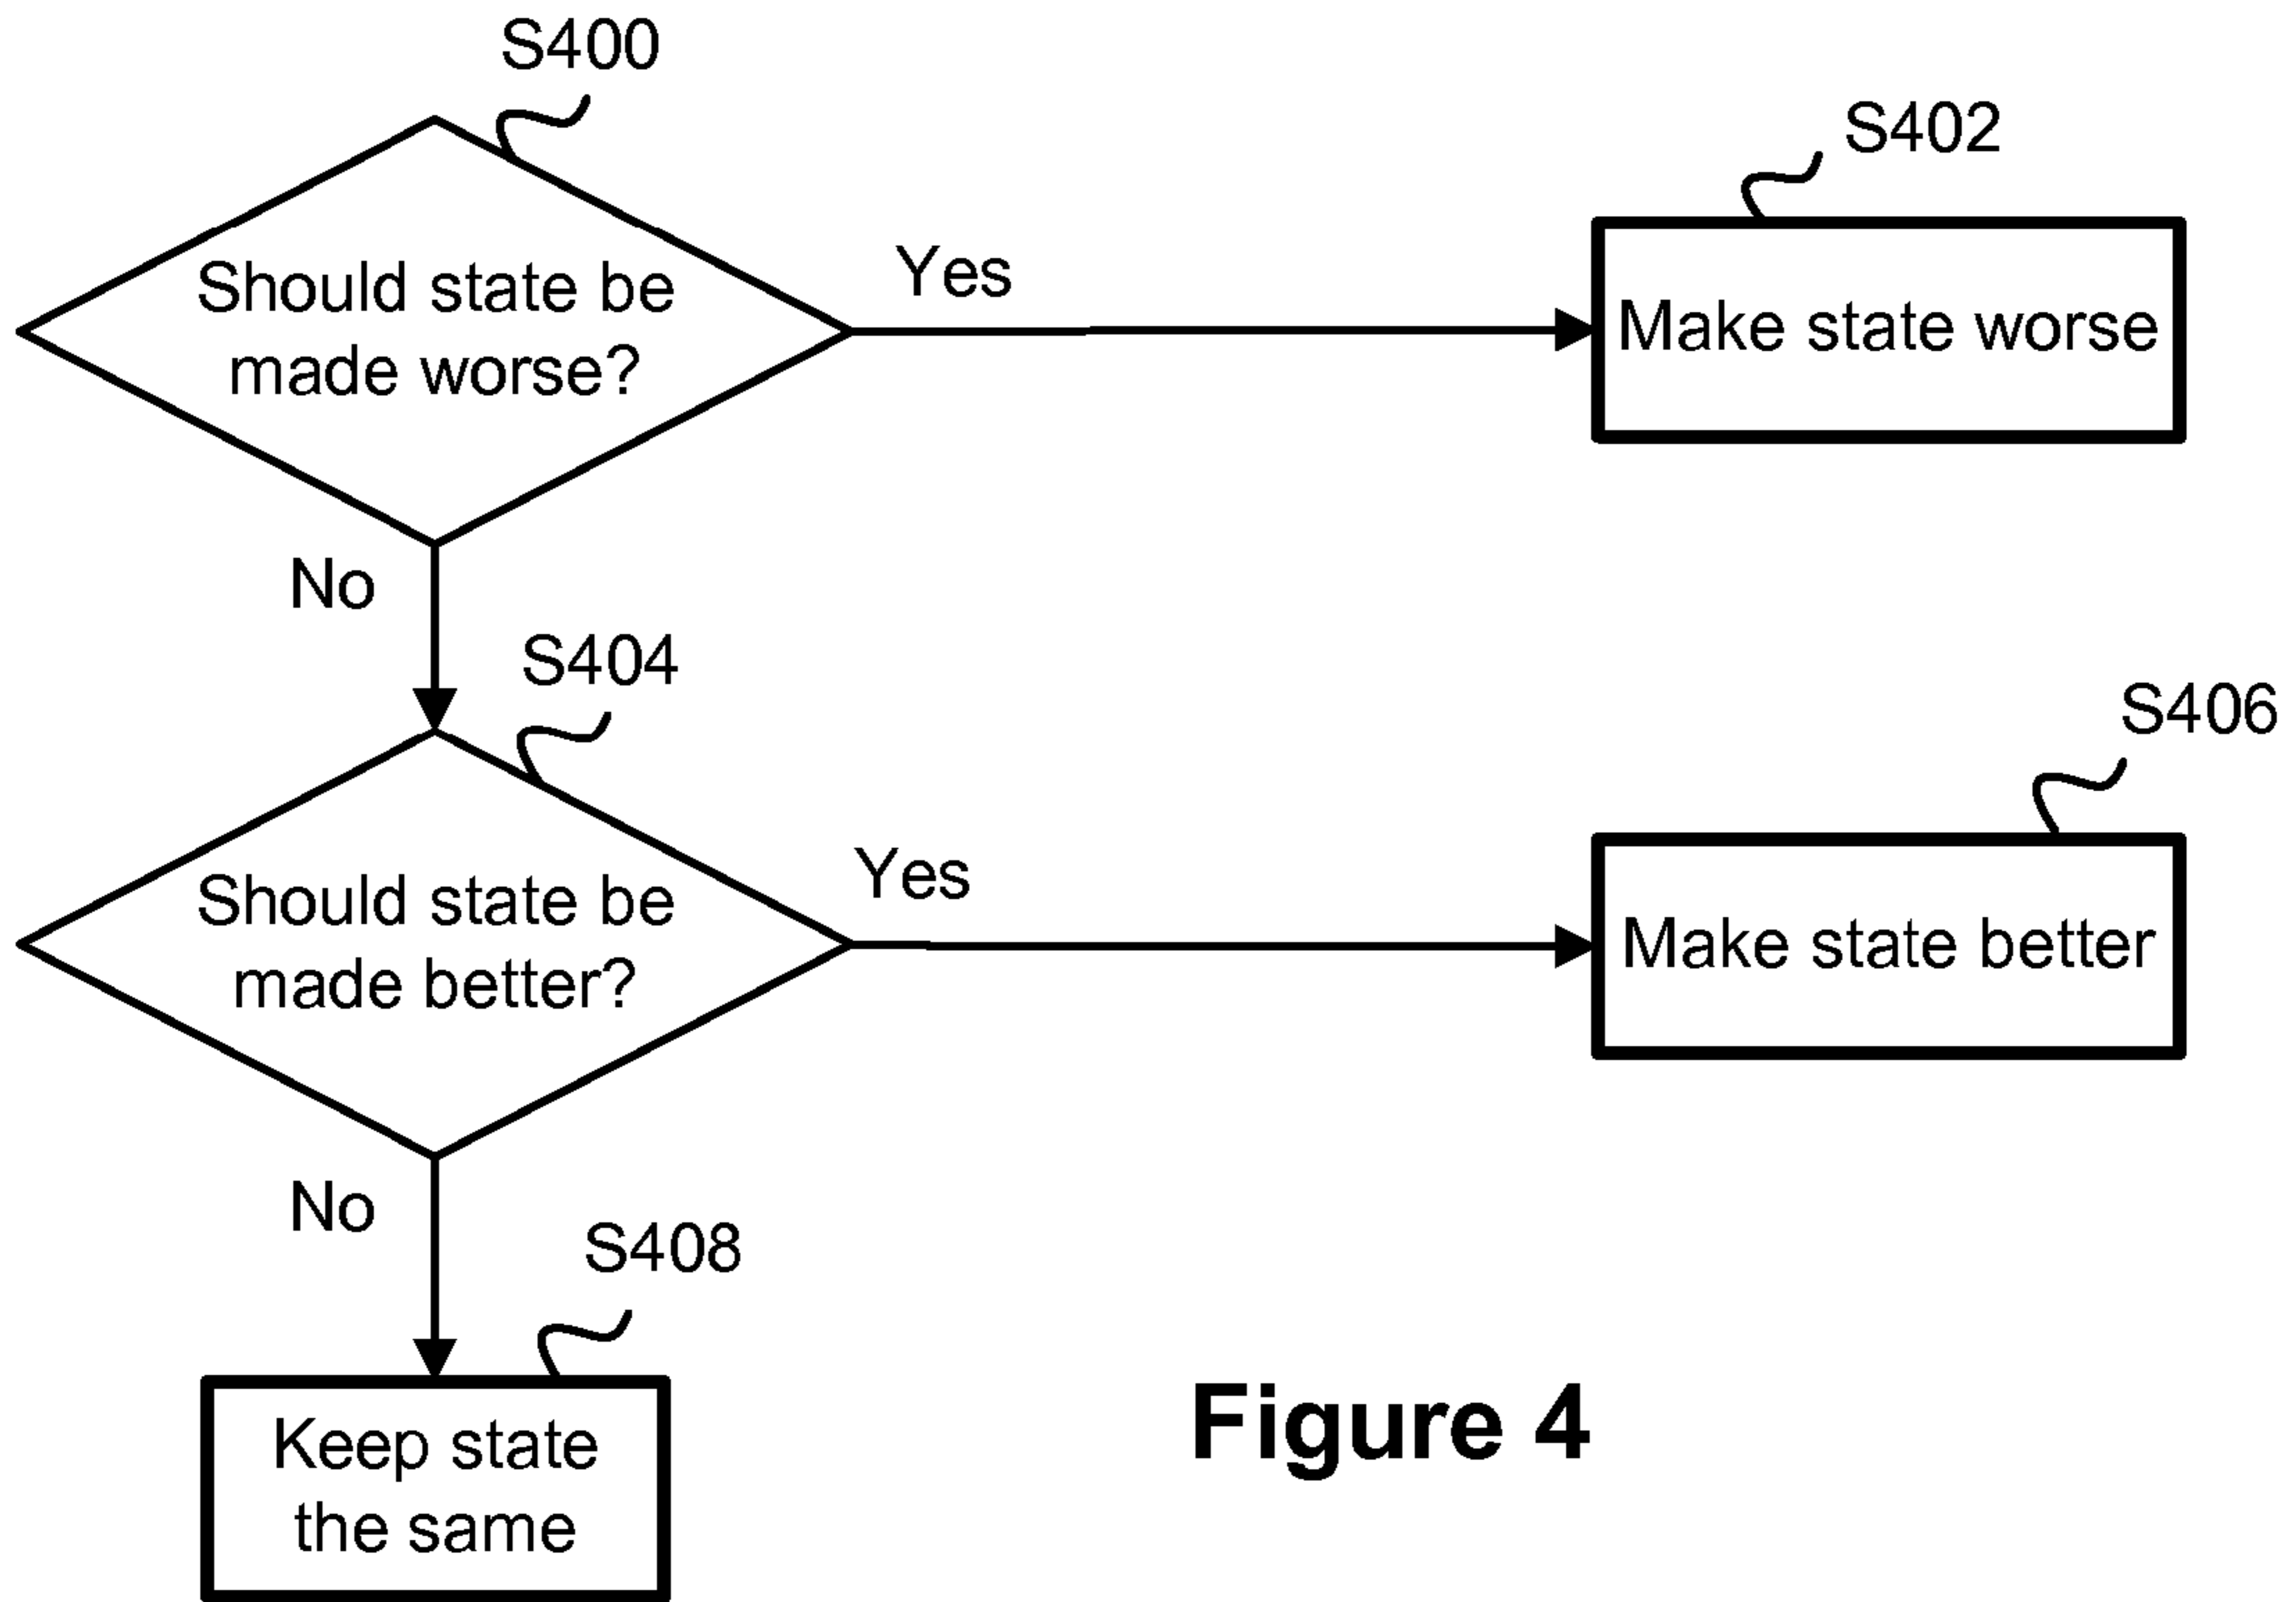 S400
Should state be
made worse?
Yes
S402
Make state worse
No
S404
Should state be
made better?
Yes
S406
Make state better
No
S408
Keep state
the same
Figure 4